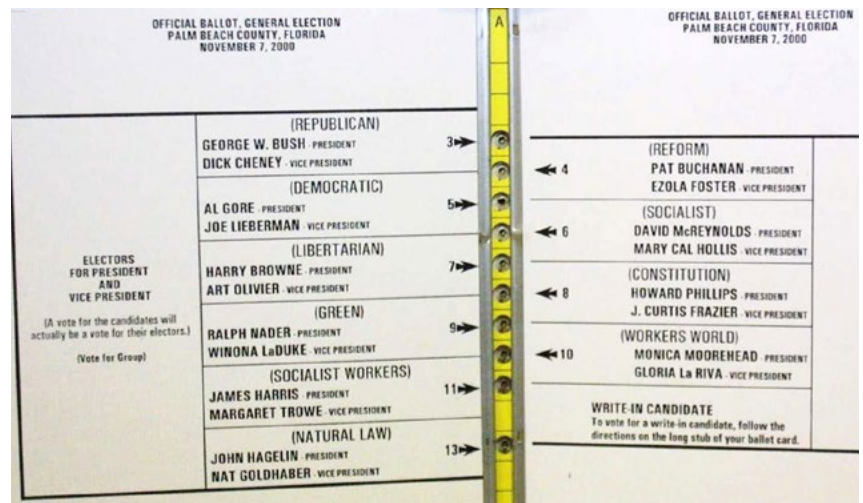 OFFICIAL BALLOT, GENERAL ELECTION
PALM BEACH COUNTY, FLORIDA
NOVEMBER 7, 2000
ELECTORS
FOR PRESIDENT
AND
VICE PRESIDENT
(A vote for the candidates will
actually be a vote for their electors.)
(Vote for Group)
(REPUBLICAN)
GEORGE W. BUSH - PRESIDENT 3
DICK CHENEY - VICE PRESIDENT
(DEMOCRATIC)
AL GORE - PRESIDENT 5
JOE LIEBERMAN - VICE PRESIDENT
(LIBERTARIAN)
HARRY BROWNE - PRESIDENT 7
ART OLIVIER - VICE PRESIDENT
(GREEN)
RALPH NADER - PRESIDENT 9
WINONA LaDUKE - VICE PRESIDENT
(SOCIALIST WORKERS)
JAMES HARRIS - PRESIDENT 11
MARGARET TROWE - VICE PRESIDENT
(NATURAL LAW)
JOHN HAGELIN - PRESIDENT 13
NAT GOLDHABER - VICE PRESIDENT
A
OFFICIAL BALLOT, GENERAL ELECTION
PALM BEACH COUNTY, FLORIDA
NOVEMBER 7, 2000
(REFORM)
4 PAT BUCHANAN - PRESIDENT
EZOLA FOSTER - VICE PRESIDENT
(SOCIALIST)
6 DAVID McREYNOLDS - PRESIDENT
MARY CAL HOLLIS - VICE PRESIDENT
(CONSTITUTION)
8 HOWARD PHILLIPS - PRESIDENT
J. CURTIS FRAZIER - VICE PRESIDENT
(WORKERS WORLD)
10 MONICA MOOREHEAD - PRESIDENT
GLORIA La RIVA - VICE PRESIDENT
WRITE-IN CANDIDATE
To vote for a write-in candidate, follow the
directions on the long stub of your ballot card.